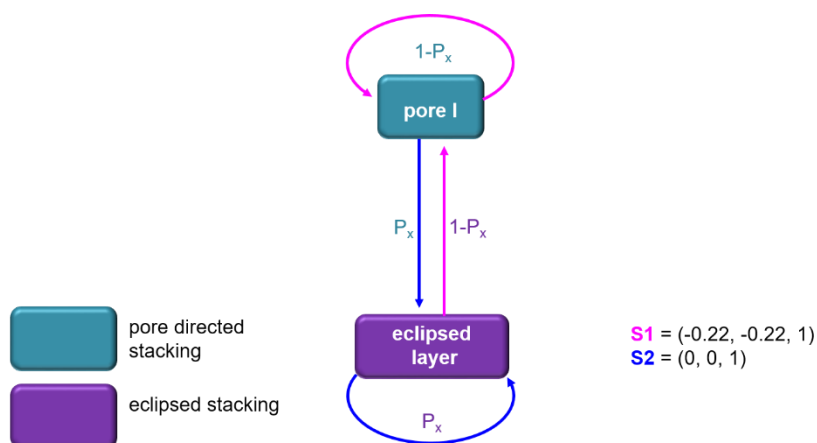 1-Pₓ
pore I
Pₓ
1-Pₓ
eclipsed
layer
Pₓ
pore directed
stacking
eclipsed stacking
S1 = (-0.22, -0.22, 1)
S2 = (0, 0, 1)